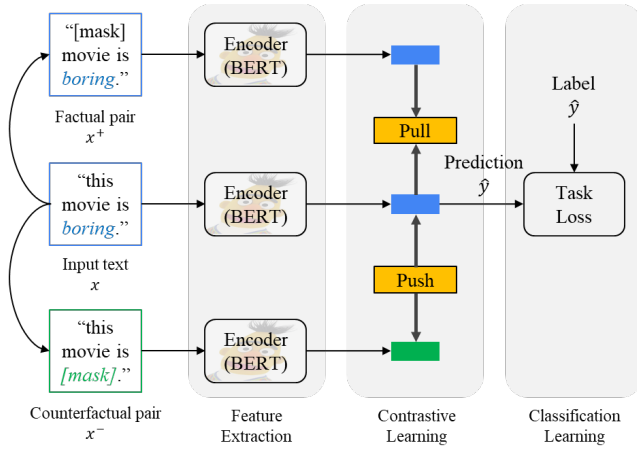 “[mask]
movie is
boring.”
Factual pair
x⁺
“this
movie is
boring.”
Input text
x
“this
movie is
[mask].”
Counterfactual pair
x⁻
Encoder
(BERT)
Encoder
(BERT)
Encoder
(BERT)
Feature
Extraction
Pull
Push
Contrastive
Learning
Prediction
ŷ
Label
ŷ
Task
Loss
Classification
Learning